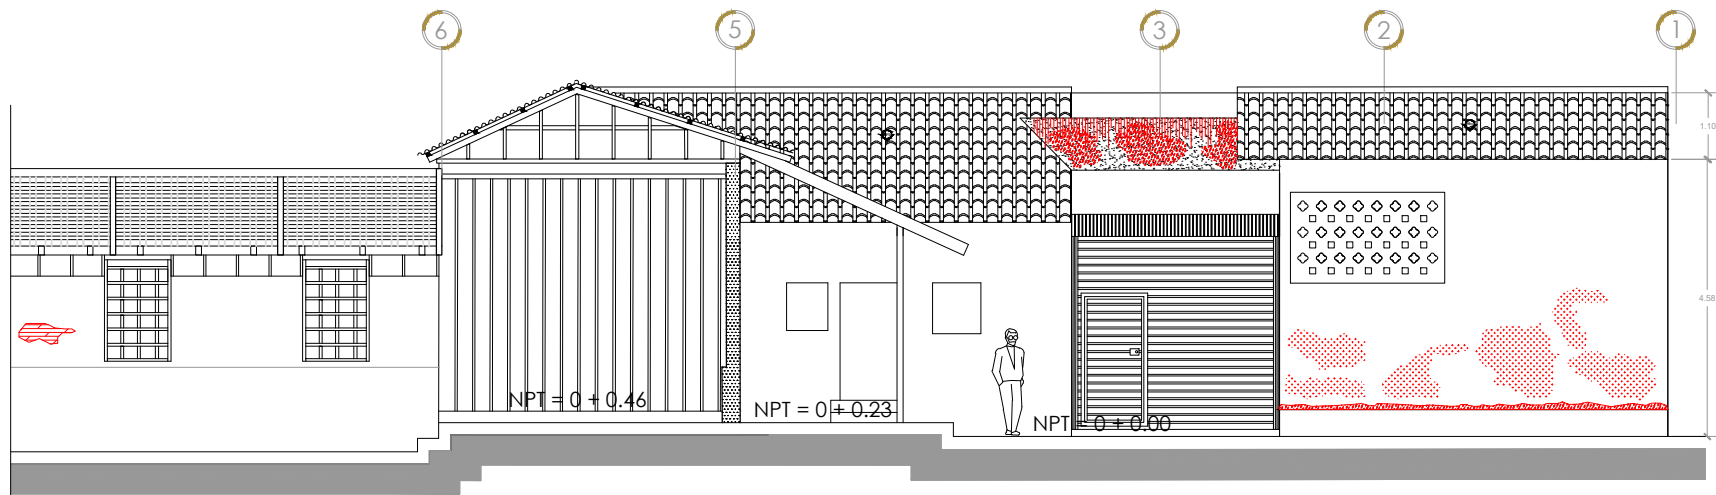 6 5 3 2 1
1.10
4.58
NPT = 0 + 0.46
NPT = 0 + 0.23
NPT = 0 + 0.00